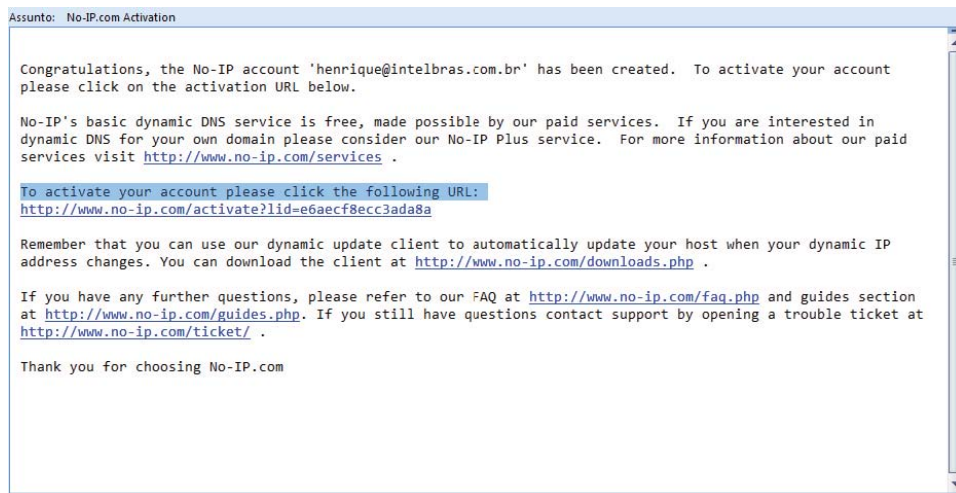 Assunto: No-IP.com Activation
Congratulations, the No-IP account 'henrique@intelbras.com.br' has been created. To activate your account
please click on the activation URL below.
No-IP's basic dynamic DNS service is free, made possible by our paid services. If you are interested in
dynamic DNS for your own domain please consider our No-IP Plus service. For more information about our paid
services visit http://www.no-ip.com/services .
To activate your account please click the following URL:
http://www.no-ip.com/activate?lid=e6aecf8ecc3ada8a
Remember that you can use our dynamic update client to automatically update your host when your dynamic IP
address changes. You can download the client at http://www.no-ip.com/downloads.php .
If you have any further questions, please refer to our FAQ at http://www.no-ip.com/faq.php and guides section
at http://www.no-ip.com/guides.php. If you still have questions contact support by opening a trouble ticket at
http://www.no-ip.com/ticket/ .
Thank you for choosing No-IP.com